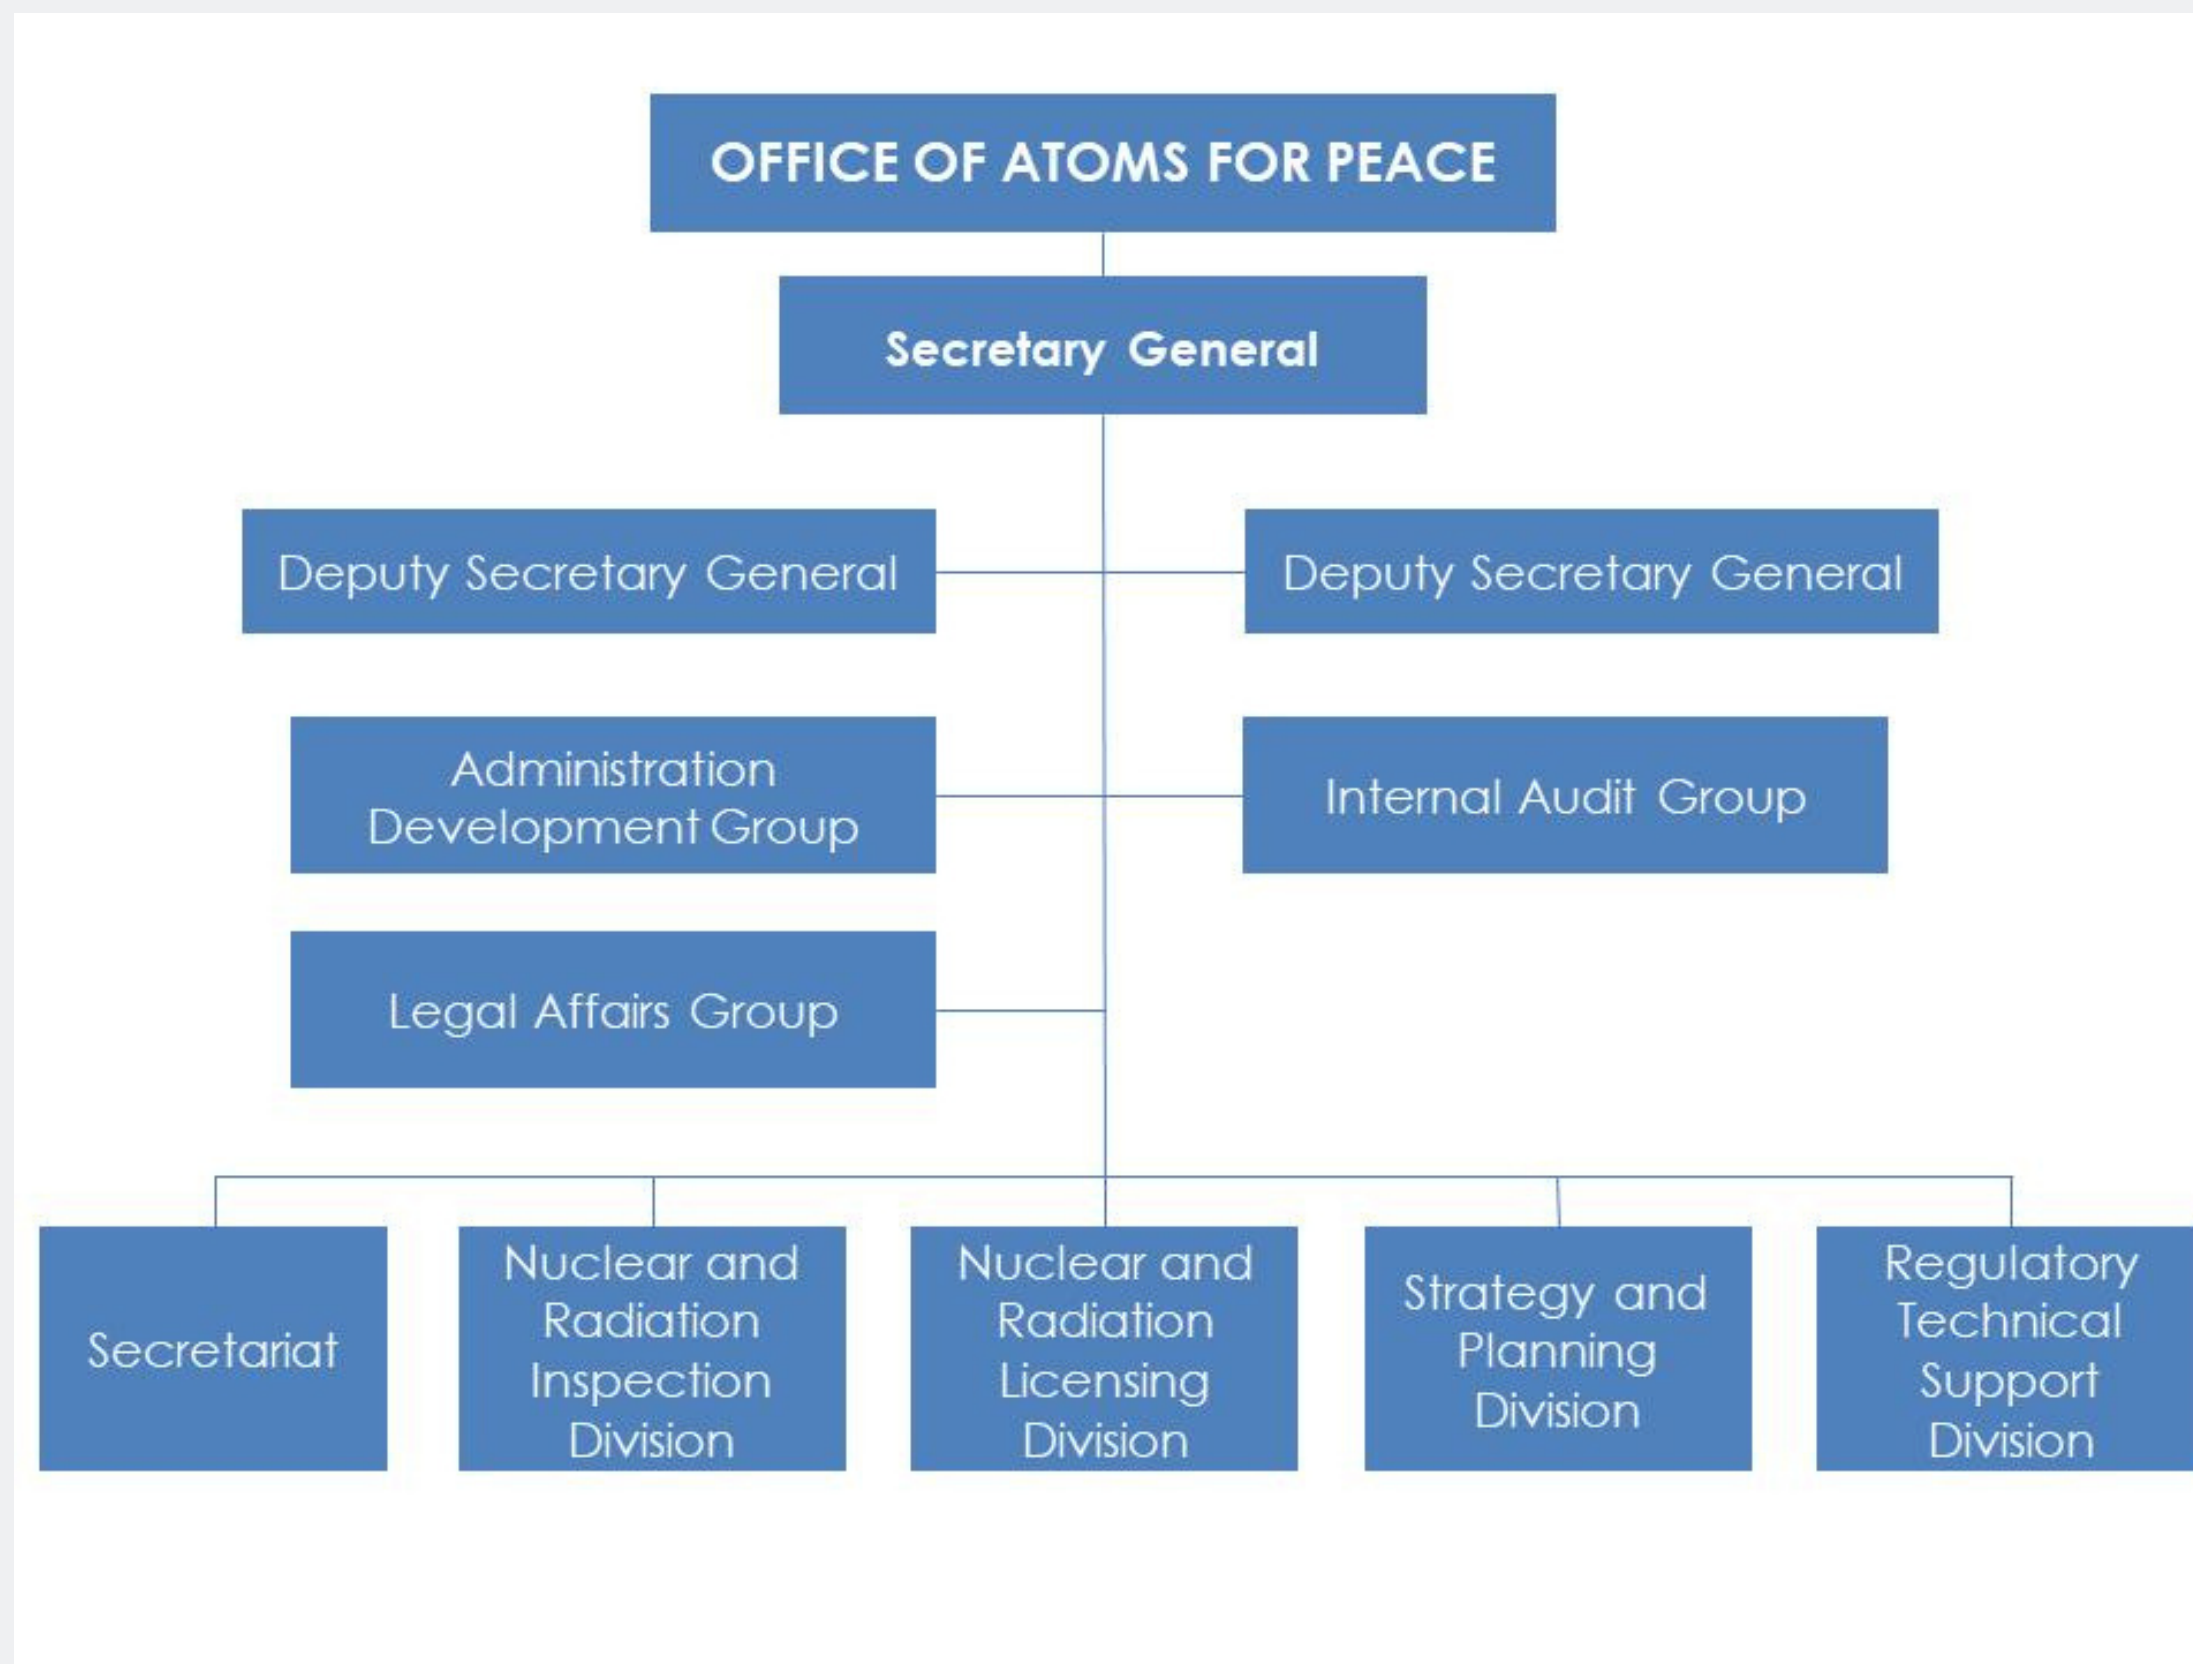 OFFICE OF ATOMS FOR PEACE
Secretary General
Deputy Secretary General
Deputy Secretary General
Administration
Development Group
Internal Audit Group
Legal Affairs Group
Secretariat
Nuclear and
Radiation
Inspection
Division
Nuclear and
Radiation
Licensing
Division
Strategy and
Planning
Division
Regulatory
Technical
Support
Division